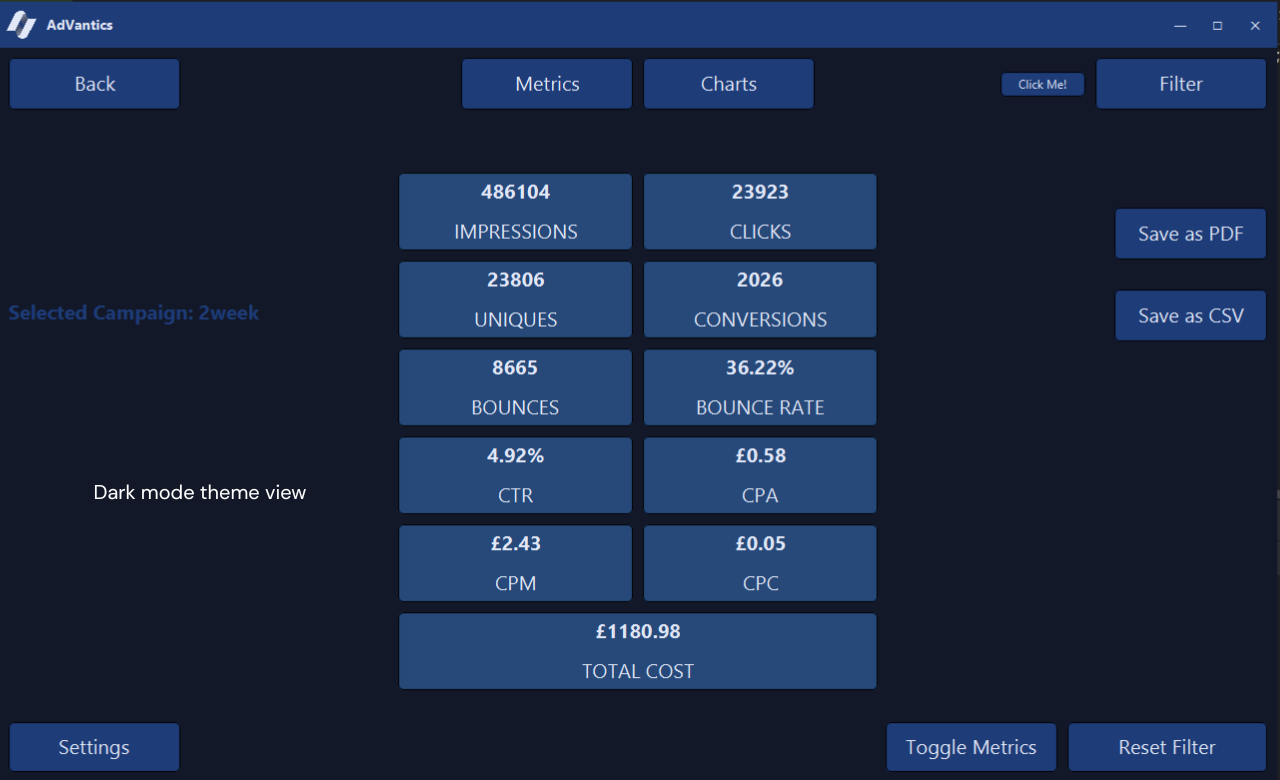 AdVantics
Back
Metrics
Charts
Click Me!
Filter
486104
IMPRESSIONS
23923
CLICKS
Save as PDF
23806
UNIQUES
2026
CONVERSIONS
Selected Campaign: 2week
Save as CSV
8665
BOUNCES
36.22%
BOUNCE RATE
4.92%
CTR
£0.58
CPA
Dark mode theme view
£2.43
CPM
£0.05
CPC
£1180.98
TOTAL COST
Settings
Toggle Metrics
Reset Filter